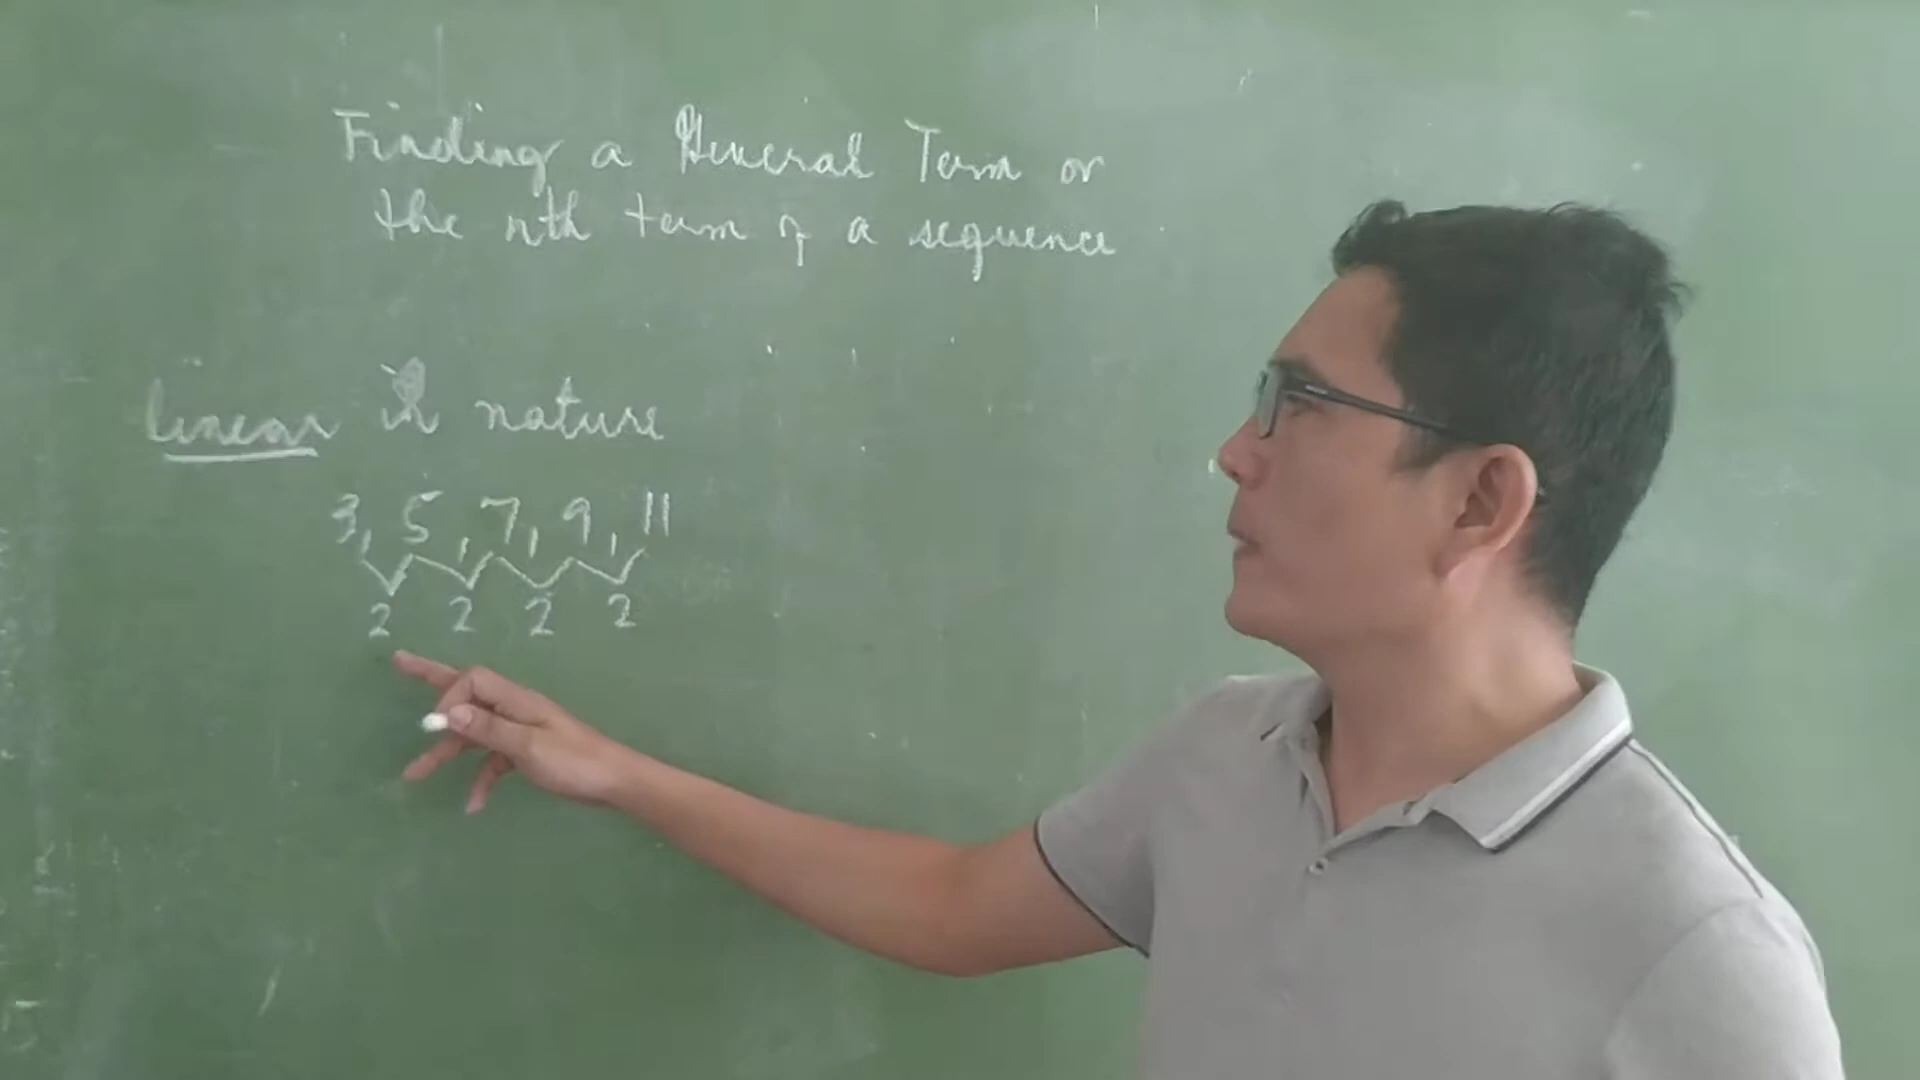 Finding a General Term or
the nth term of a sequence
linear in nature
3, 5, 7, 9, 11
2 2 2 2